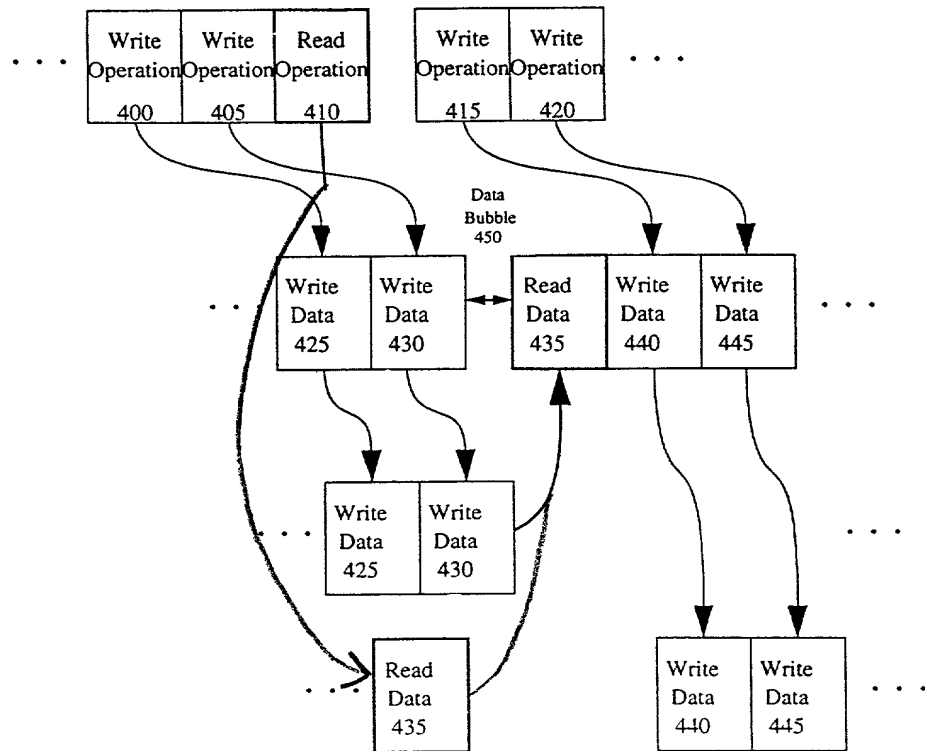 Write
Operation
400
Write
Operation
405
Read
Operation
410
Write
Operation
415
Write
Operation
420
Data
Bubble
450
Write
Data
425
Write
Data
430
Read
Data
435
Write
Data
440
Write
Data
445
Write
Data
425
Write
Data
430
Read
Data
435
Write
Data
440
Write
Data
445